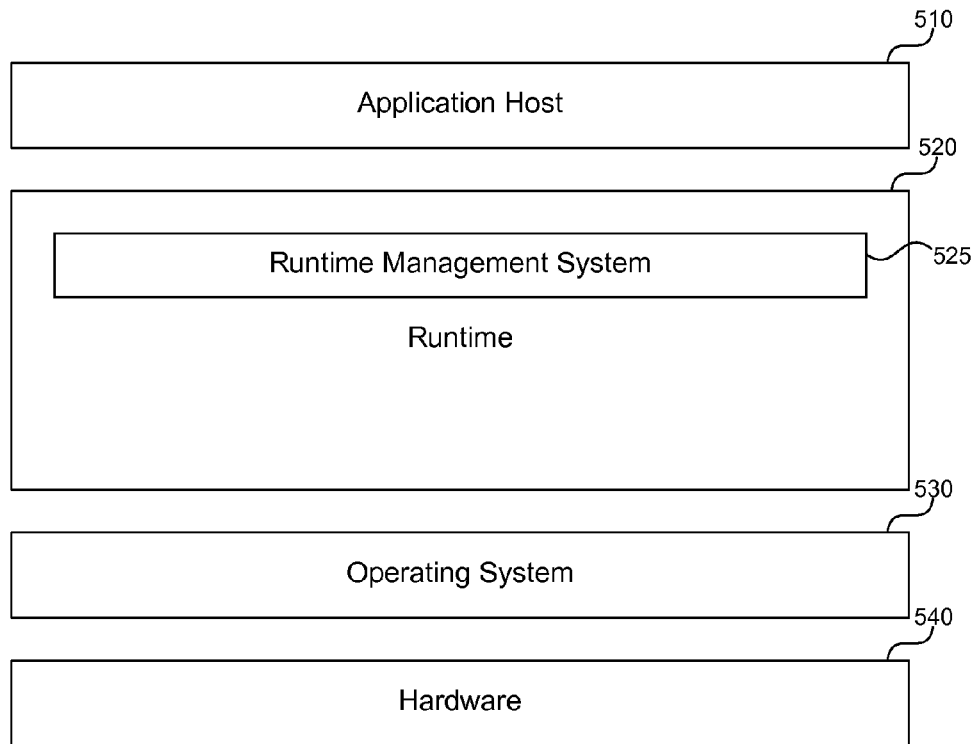 510
Application Host
520
Runtime Management System
525
Runtime
530
Operating System
540
Hardware